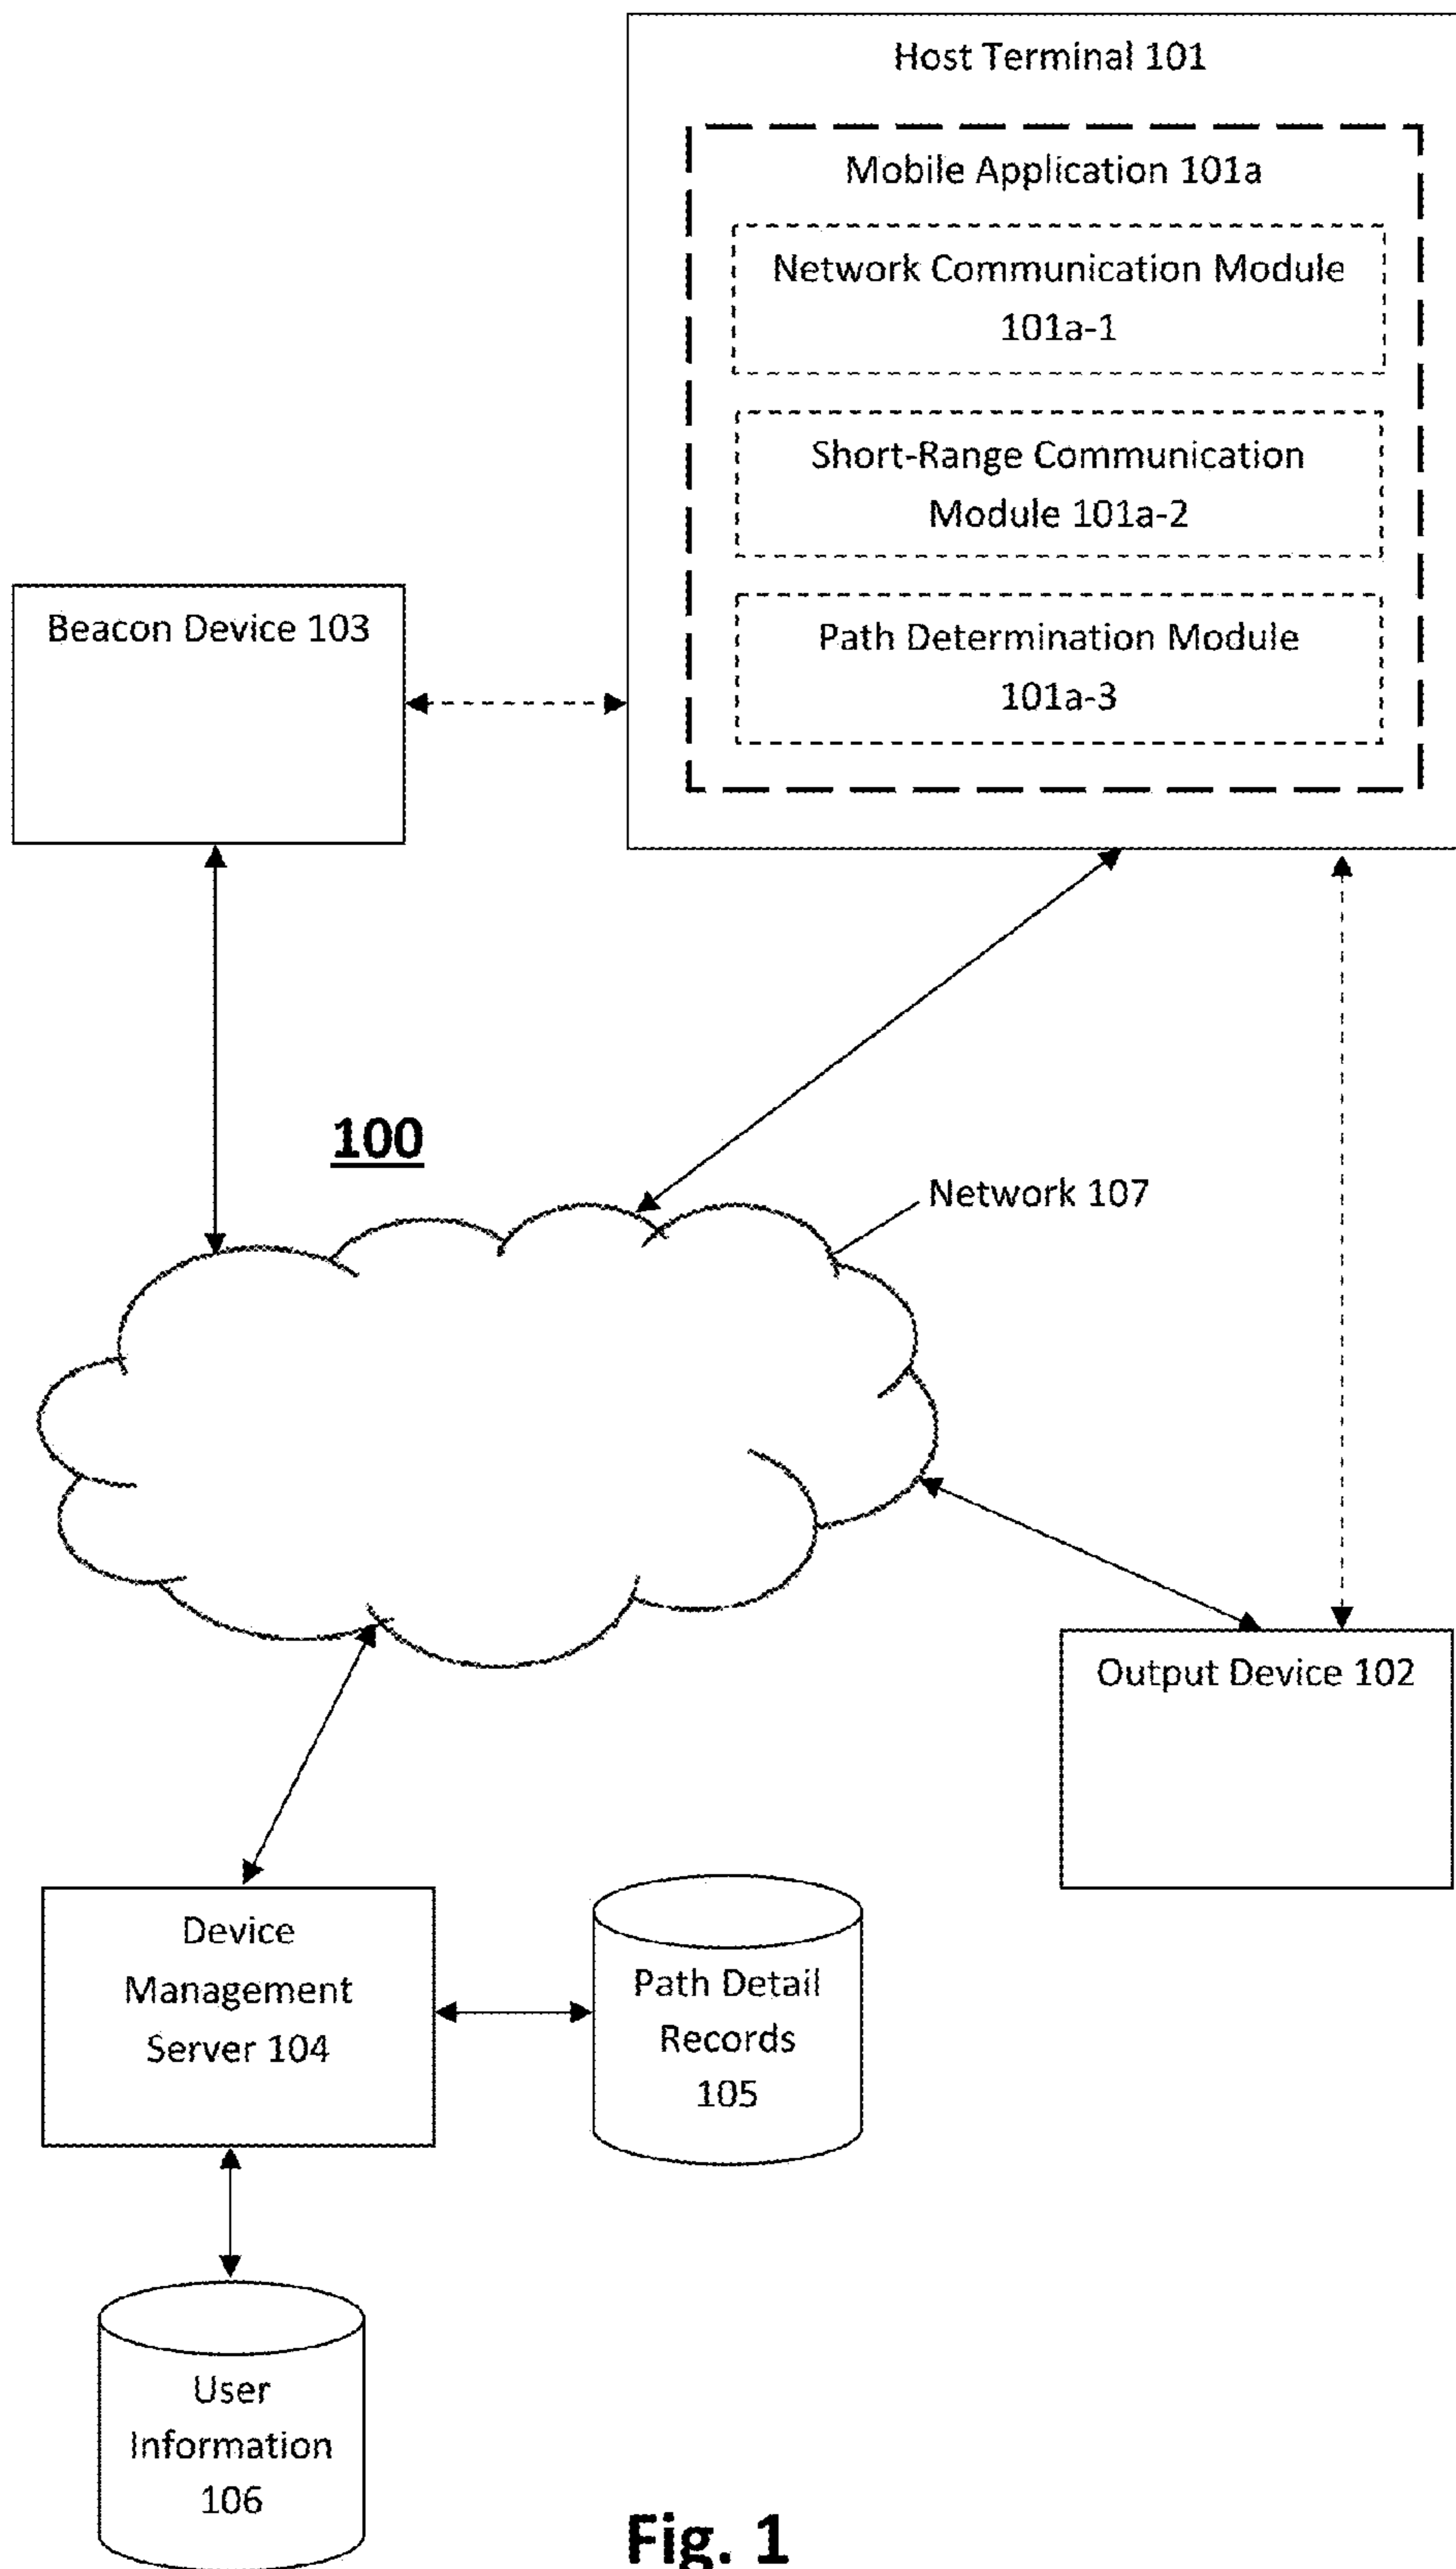 Host Terminal 101
Mobile Application 101a
Network Communication Module
101a-1
Short-Range Communication
Module 101a-2
Path Determination Module
101a-3
Beacon Device 103
100
Network 107
Output Device 102
Device
Management
Server 104
Path Detail
Records
105
User
Information
106
Fig. 1